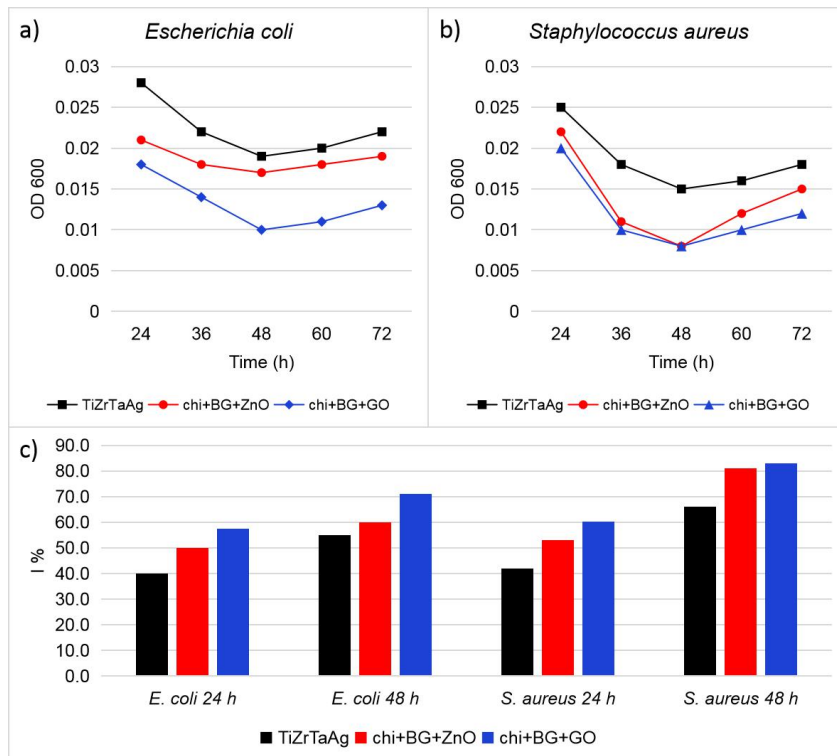 a) Escherichia coli
0.03
0.025
0.02
0.015
0.01
0.005
0
OD 600
24 36 48 60 72
Time (h)
TiZrTaAg chi+BG+ZnO chi+BG+GO
b) Staphylococcus aureus
0.03
0.025
0.02
0.015
0.01
0.005
0
OD 600
24 36 48 60 72
Time (h)
TiZrTaAg chi+BG+ZnO chi+BG+GO
c)
90.0
80.0
70.0
60.0
50.0
40.0
30.0
20.0
10.0
0.0
I %
E. coli 24 h E. coli 48 h S. aureus 24 h S. aureus 48 h
TiZrTaAg chi+BG+ZnO chi+BG+GO